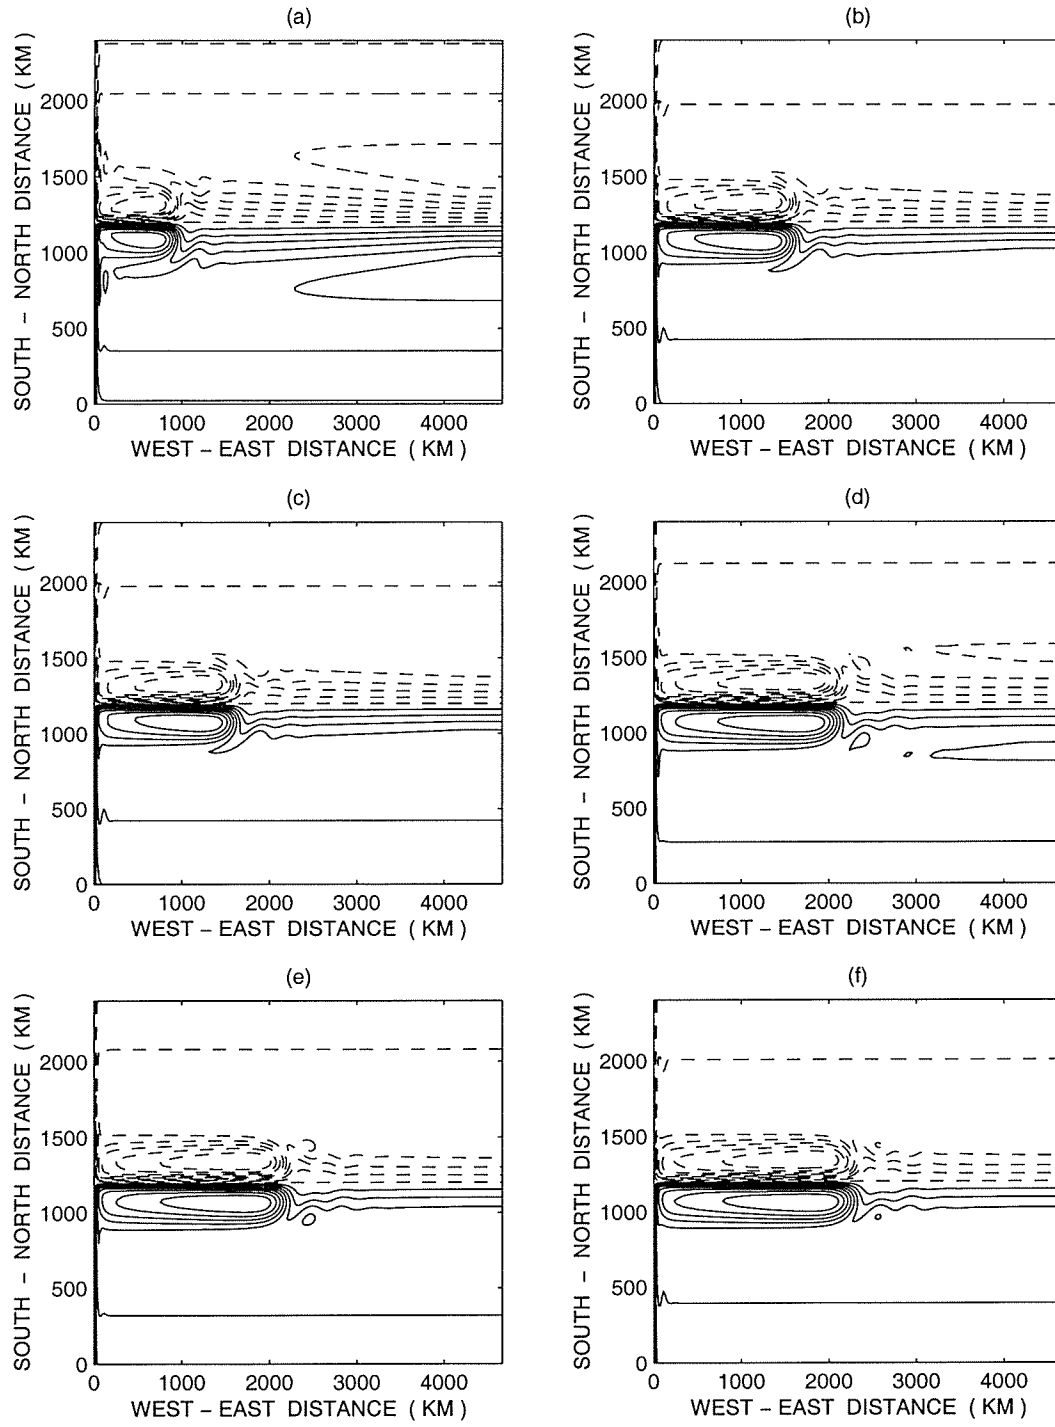 (a)
SOUTH – NORTH DISTANCE ( KM )
2000
1500
1000
500
0
0 1000 2000 3000 4000
WEST – EAST DISTANCE ( KM )
(b)
SOUTH – NORTH DISTANCE ( KM )
2000
1500
1000
500
0
0 1000 2000 3000 4000
WEST – EAST DISTANCE ( KM )
(c)
SOUTH – NORTH DISTANCE ( KM )
2000
1500
1000
500
0
0 1000 2000 3000 4000
WEST – EAST DISTANCE ( KM )
(d)
SOUTH – NORTH DISTANCE ( KM )
2000
1500
1000
500
0
0 1000 2000 3000 4000
WEST – EAST DISTANCE ( KM )
(e)
SOUTH – NORTH DISTANCE ( KM )
2000
1500
1000
500
0
0 1000 2000 3000 4000
WEST – EAST DISTANCE ( KM )
(f)
SOUTH – NORTH DISTANCE ( KM )
2000
1500
1000
500
0
0 1000 2000 3000 4000
WEST – EAST DISTANCE ( KM )